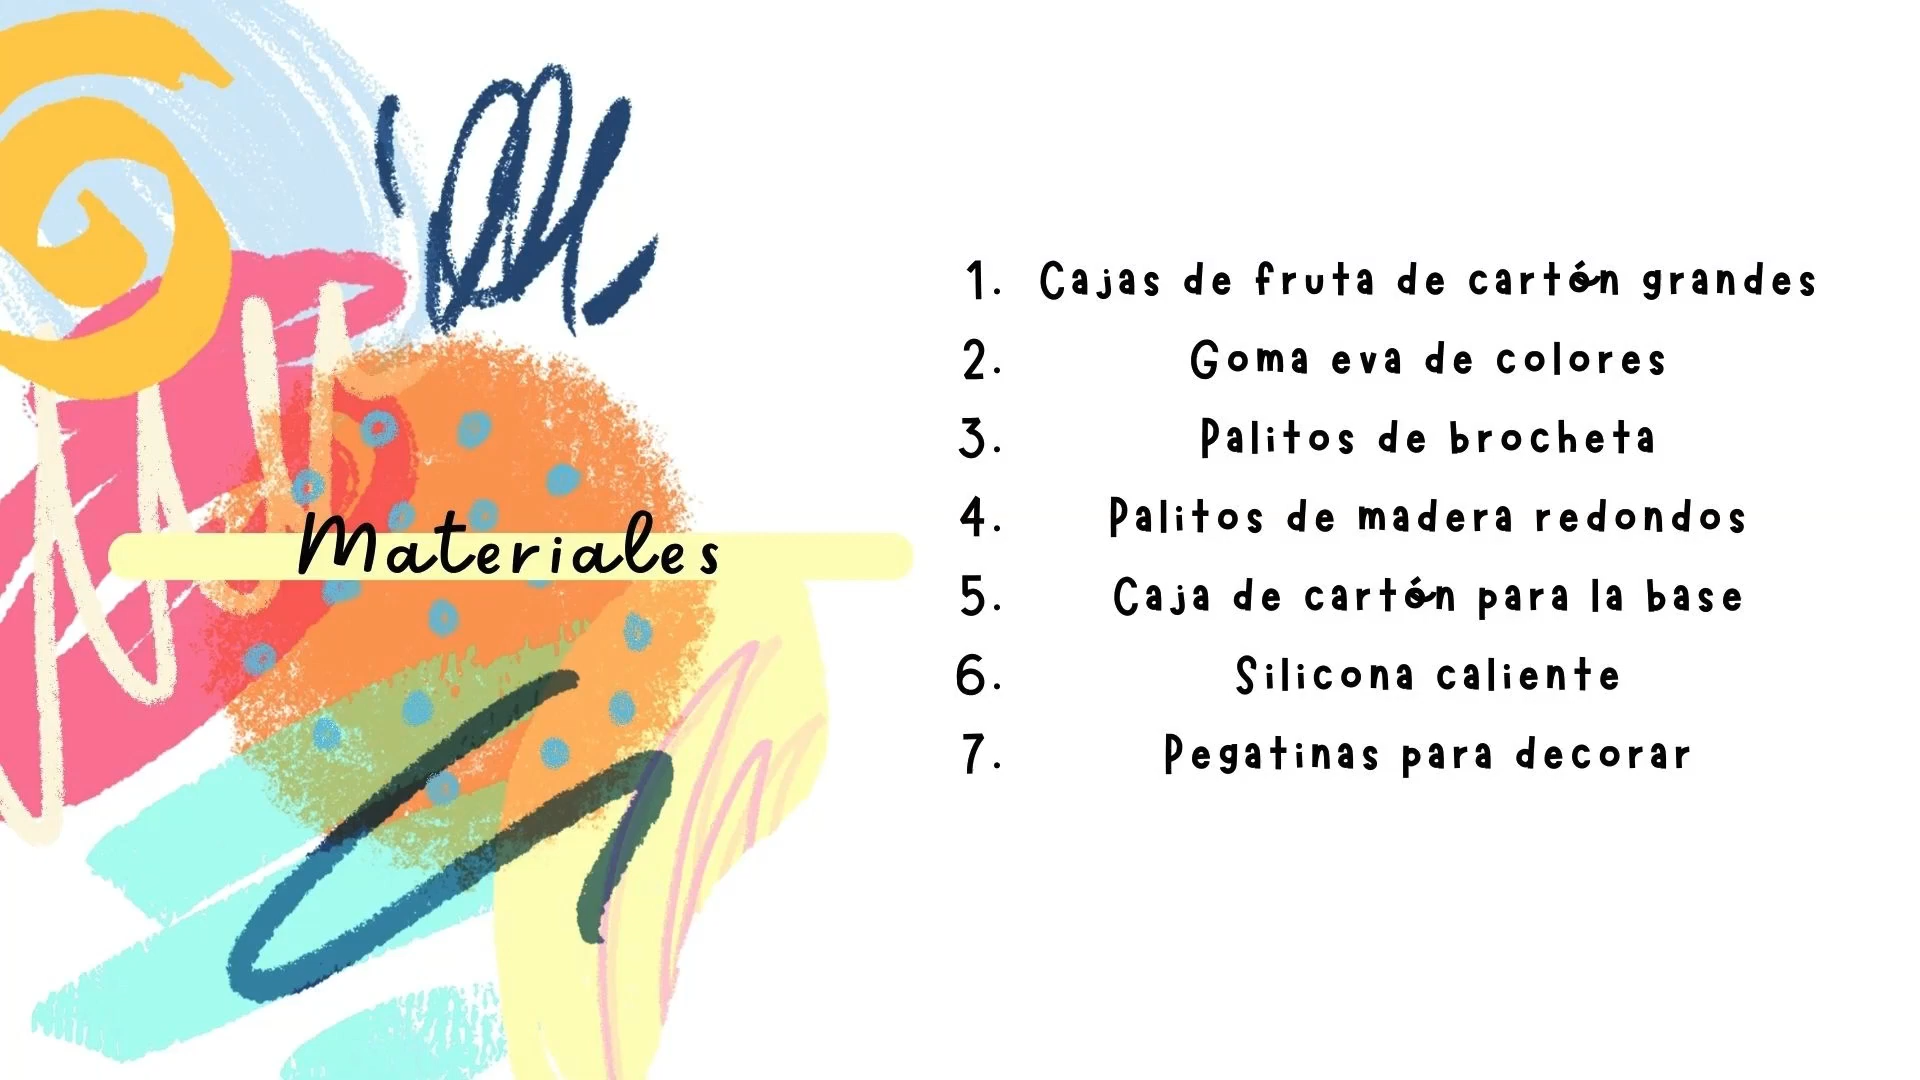 Materiales
1. Cajas de fruta de cartón grandes
2. Goma eva de colores
3. Palitos de brocheta
4. Palitos de madera redondos
5. Caja de cartón para la base
6. Silicona caliente
7. Pegatinas para decorar